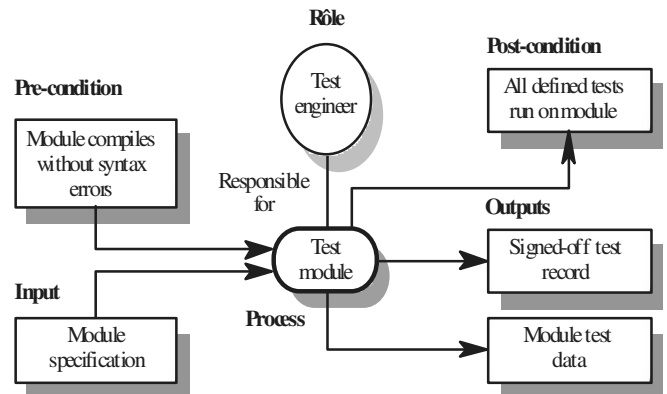 Rôle
Test
engineer
Post-condition
All defined tests
run on module
Pre-condition
Module compiles
without syntax
errors
Responsible
for
Outputs
Signed-off test
record
Test
module
Input
Module
specification
Process
Module test
data